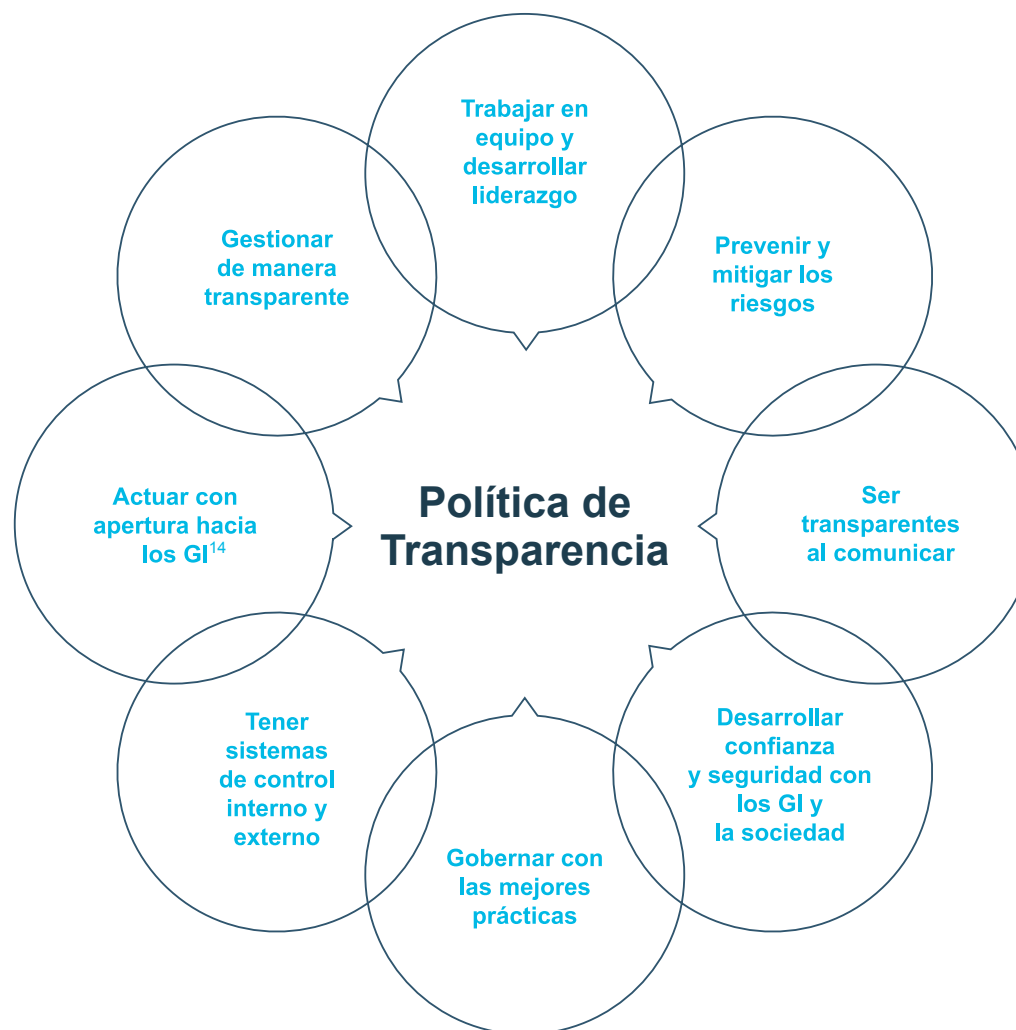 Trabajar en
equipo y
desarrollar
liderazgo
Prevenir y
mitigar los
riesgos
Ser
transparentes
al comunicar
Desarrollar
confianza
y seguridad con
los GI y
la sociedad
Gobernar con
las mejores
prácticas
Tener
sistemas
de control
interno y
externo
Actuar con
apertura hacia
los GI14
Gestionar
de manera
transparente
Política de
Transparencia